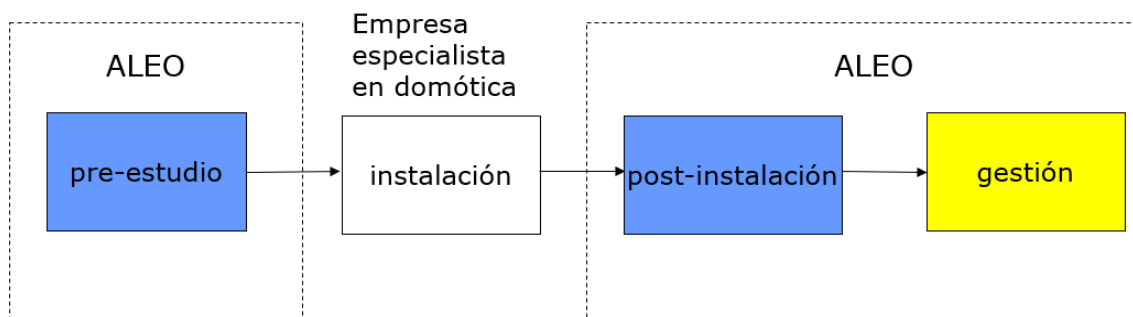 ALEO
pre-estudio
Empresa
especialista
en domótica
instalación
ALEO
post-instalación
gestión